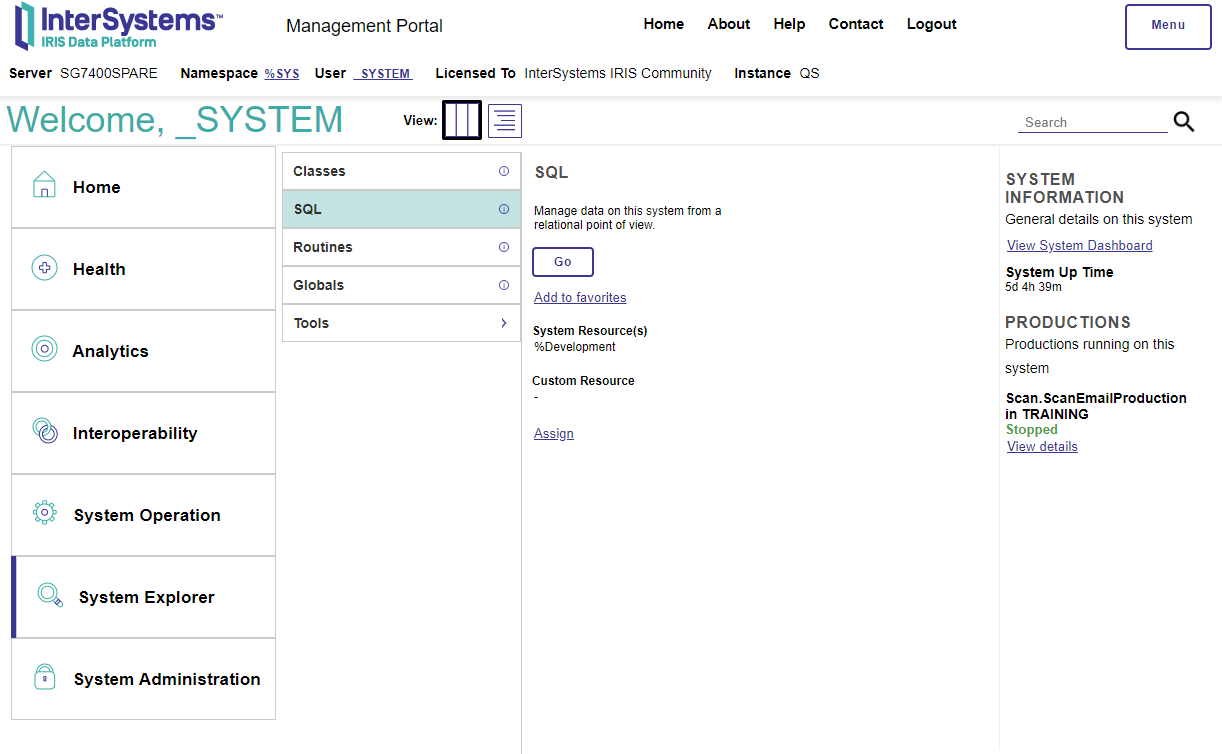 InterSystems™
IRIS Data Platform
Management Portal
Home About Help Contact Logout
Menu
Server SG7400SPARE Namespace %SYS User _SYSTEM Licensed To InterSystems IRIS Community Instance QS
Welcome, _SYSTEM
View:
Search
Home
Health
Analytics
Interoperability
System Operation
System Explorer
System Administration
Classes
SQL
Routines
Globals
Tools
SQL
Manage data on this system from a
relational point of view.
Go
Add to favorites
System Resource(s)
%Development
Custom Resource
-
Assign
SYSTEM
INFORMATION
General details on this system
View System Dashboard
System Up Time
5d 4h 39m
PRODUCTIONS
Productions running on this
system
Scan.ScanEmailProduction
in TRAINING
Stopped
View details